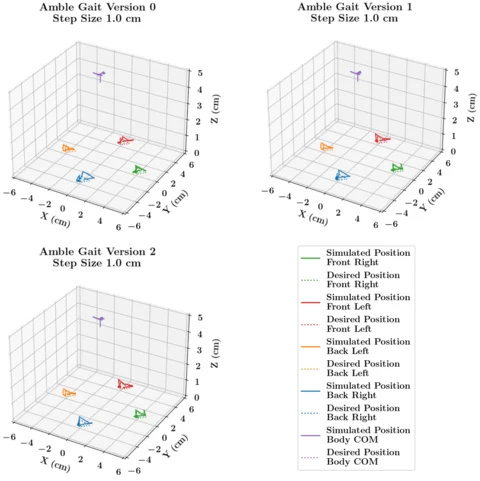 Amble Gait Version 0
Step Size 1.0 cm
5
4
3
2
1
0
Z (cm)
−6
−4
−2
0
2
4
6
X (cm)
−6
−4
−2
0
2
4
6
Y (cm)
Amble Gait Version 1
Step Size 1.0 cm
5
4
3
2
1
0
Z (cm)
−6
−4
−2
0
2
4
6
X (cm)
−6
−4
−2
0
2
4
6
Y (cm)
Amble Gait Version 2
Step Size 1.0 cm
5
4
3
2
1
0
Z (cm)
−6
−4
−2
0
2
4
6
X (cm)
−6
−4
−2
0
2
4
6
Y (cm)
Simulated Position
Front Right
Desired Position
Front Right
Simulated Position
Front Left
Desired Position
Front Left
Simulated Position
Back Left
Desired Position
Back Left
Simulated Position
Back Right
Desired Position
Back Right
Simulated Position
Body COM
Desired Position
Body COM